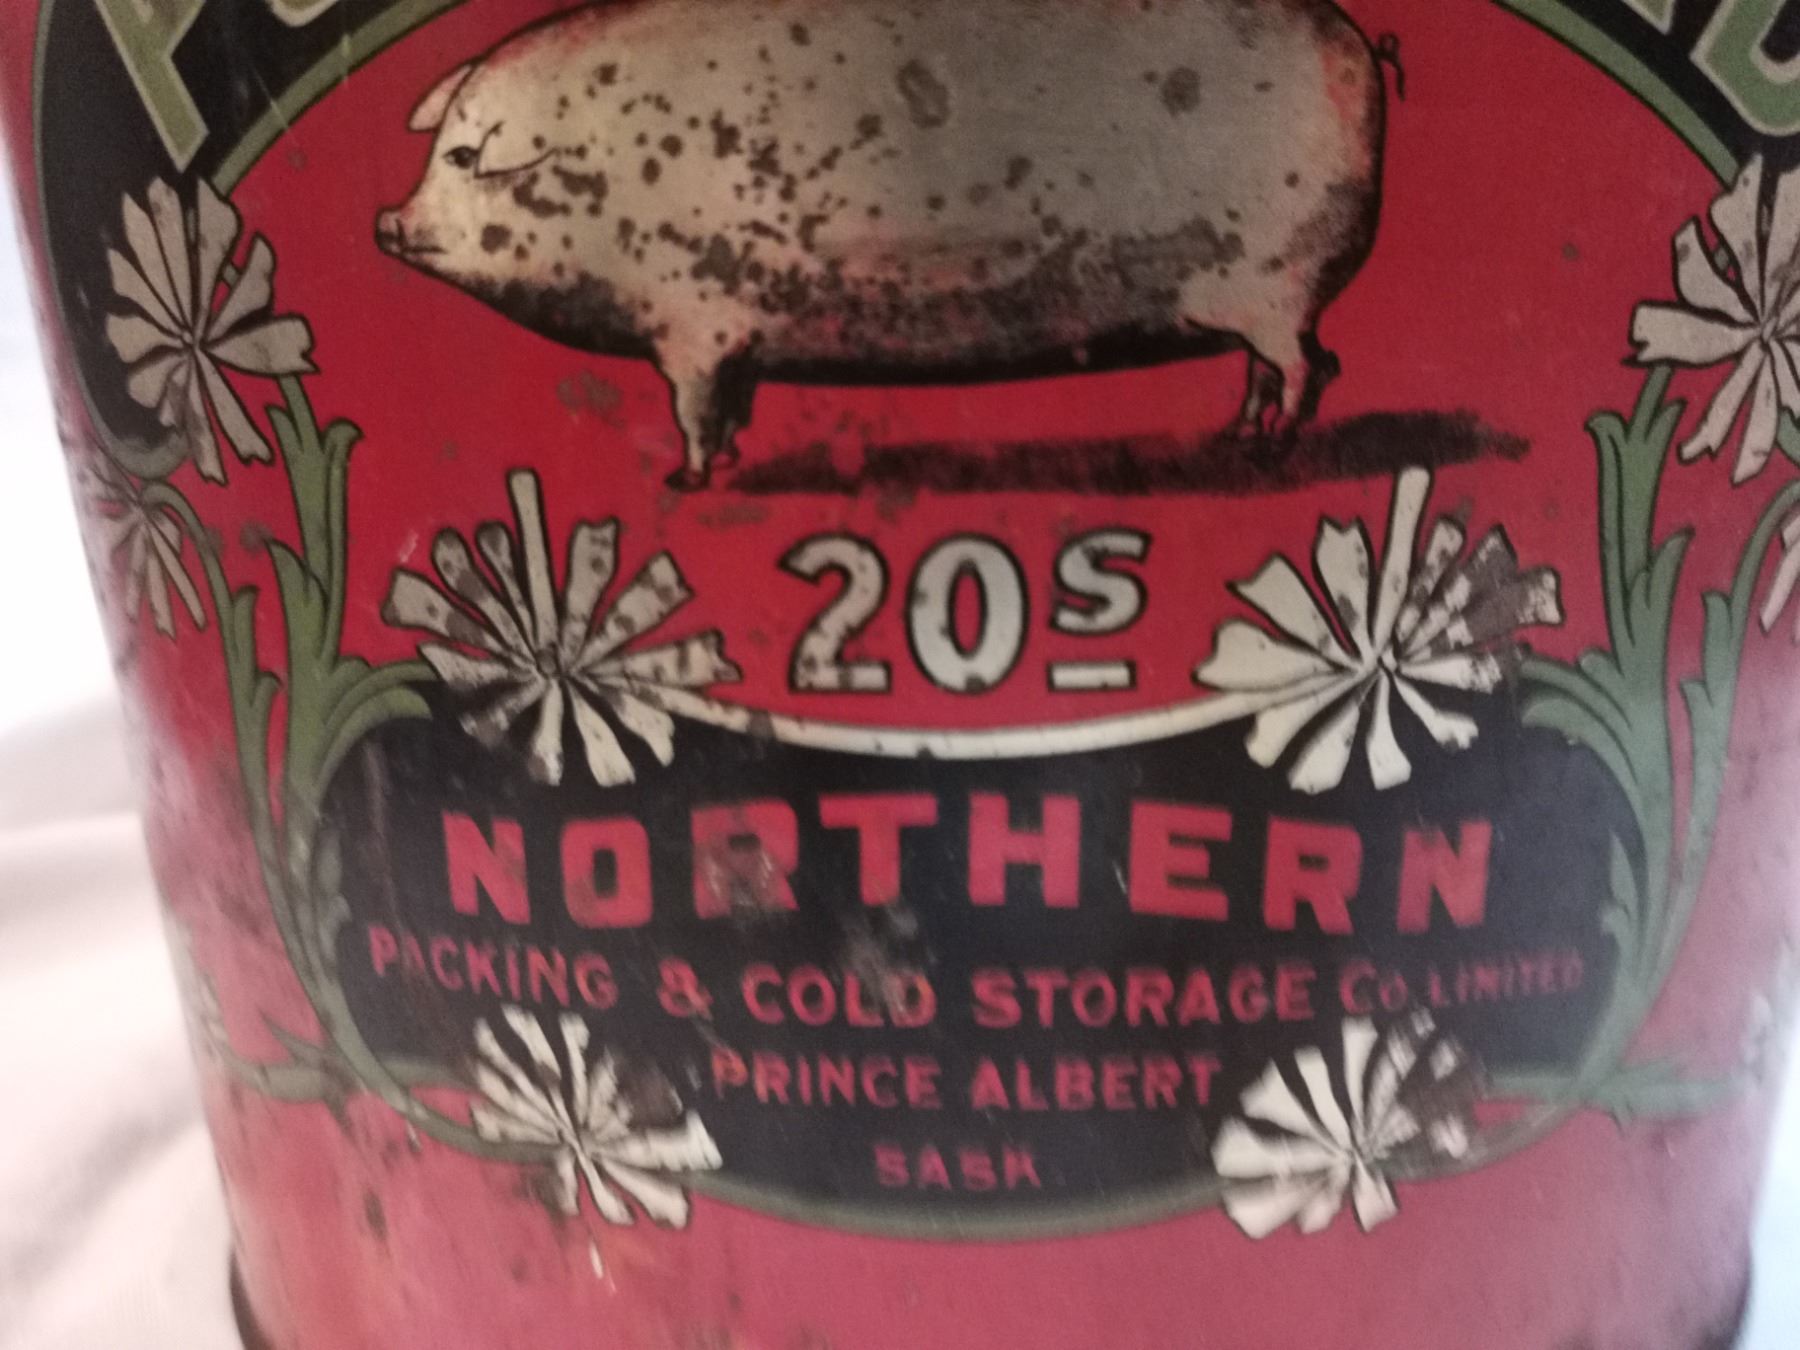 20s
NORTHERN
PACKING & COLD STORAGE Co. LIMITED
PRINCE ALBERT
SASK